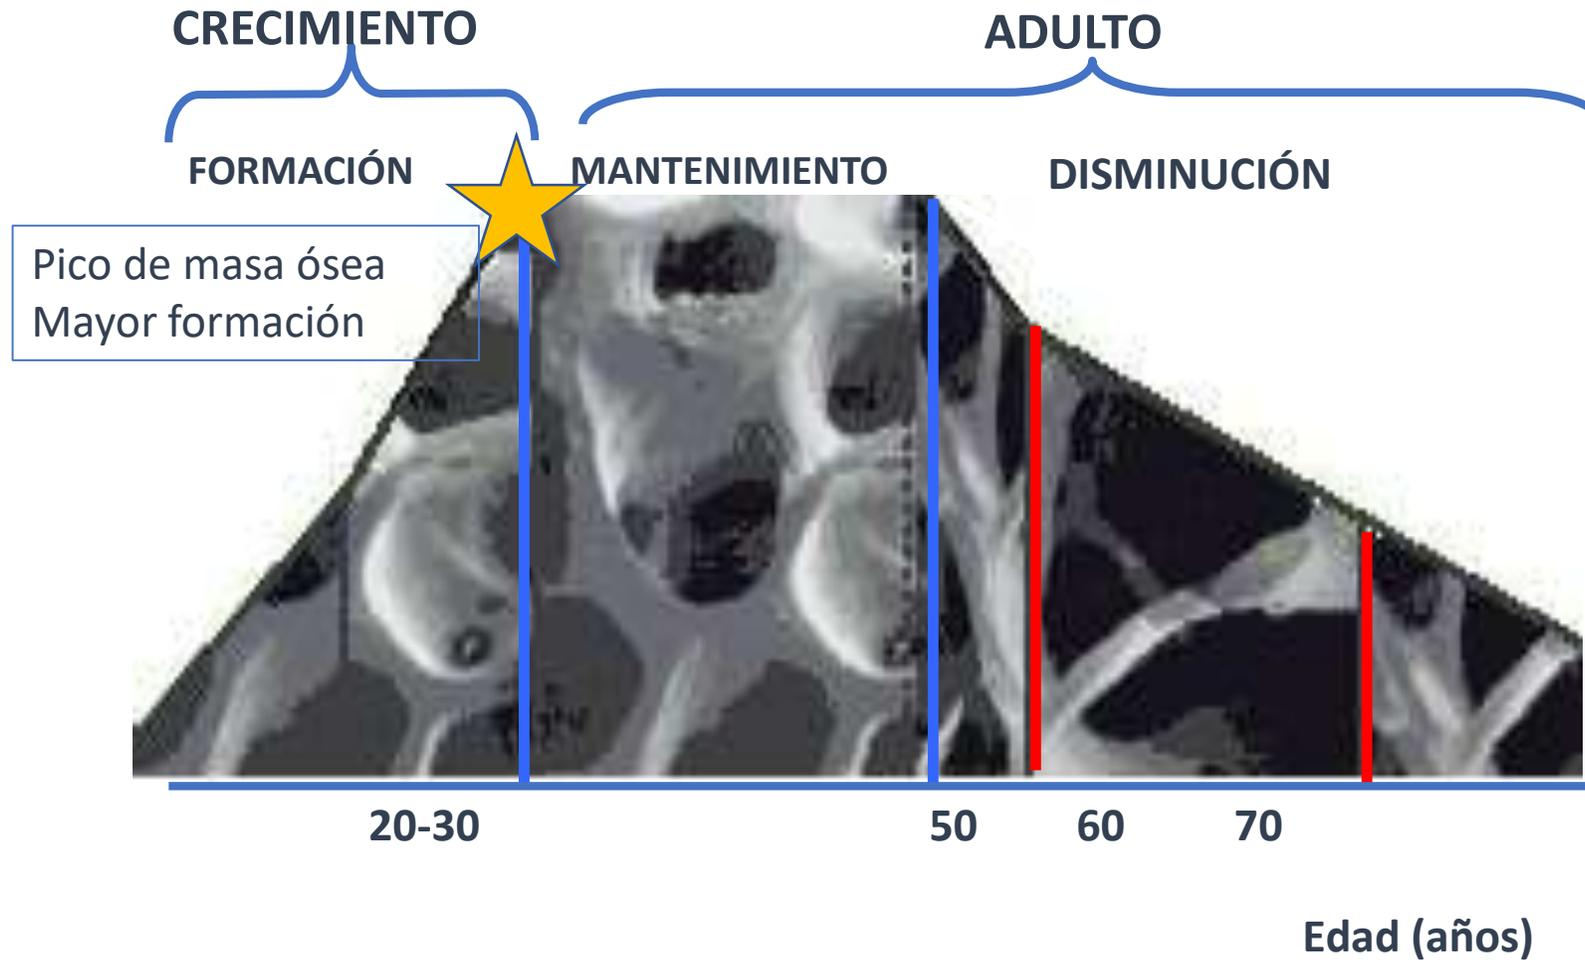 CRECIMIENTO
ADULTO
FORMACIÓN
MANTENIMIENTO
DISMINUCIÓN
Pico de masa ósea
Mayor formación
20-30
50
60
70
Edad (años)